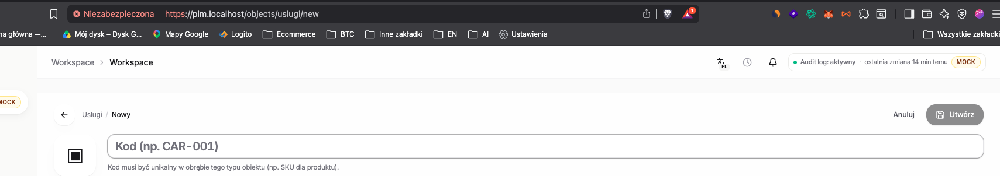 Niezabezpieczona https://pim.localhost/objects/uslugi/new 1
na główna —... Mój dysk – Dysk G... Mapy Google Logito Ecommerce BTC Inne zakładki EN AI Ustawienia Wszystkie zakładki
Workspace > Workspace PL Audit log: aktywny · ostatnia zmiana 14 min temu MOCK
MOCK
Usługi / Nowy Anuluj Utwórz
Kod (np. CAR-001)
Kod musi być unikalny w obrębie tego typu obiektu (np. SKU dla produktu).